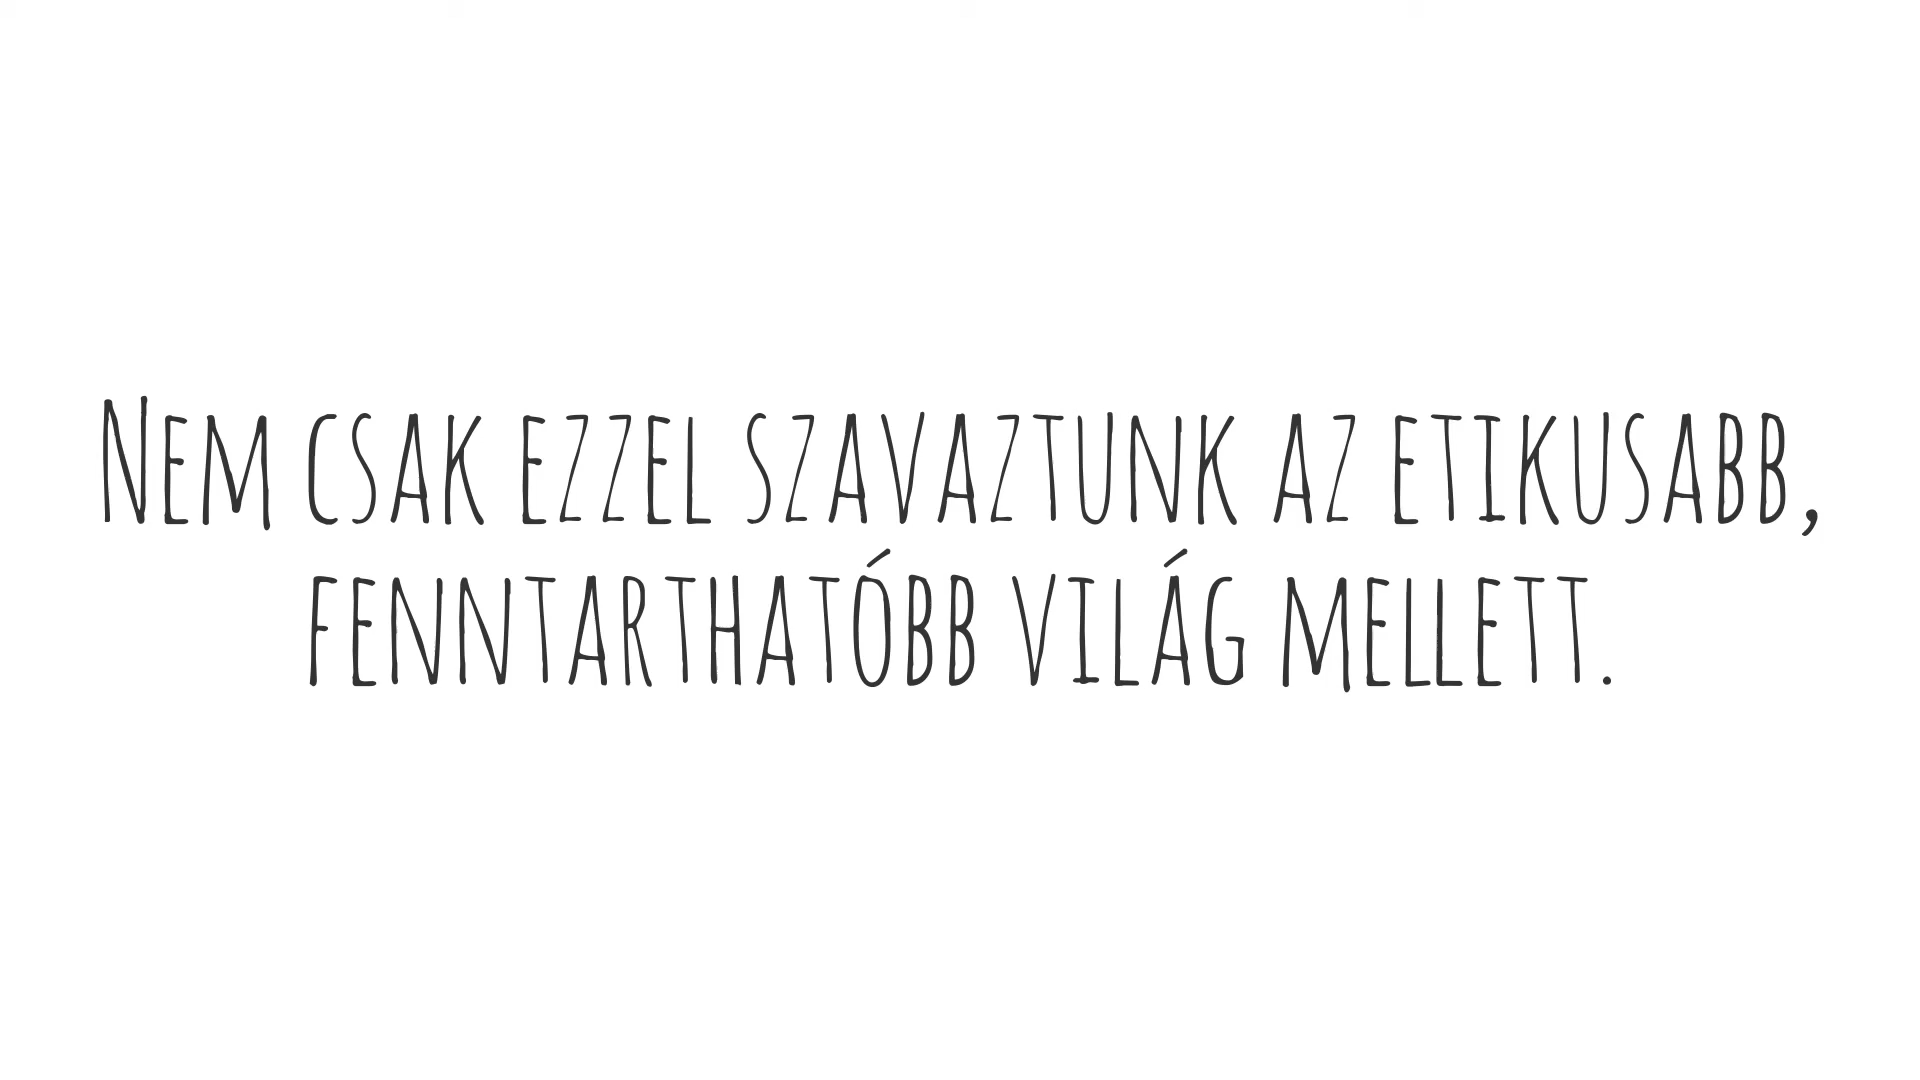 Nem csak ezzel szavaztunk az etikusabb,
fenntarthatóbb világ mellett.